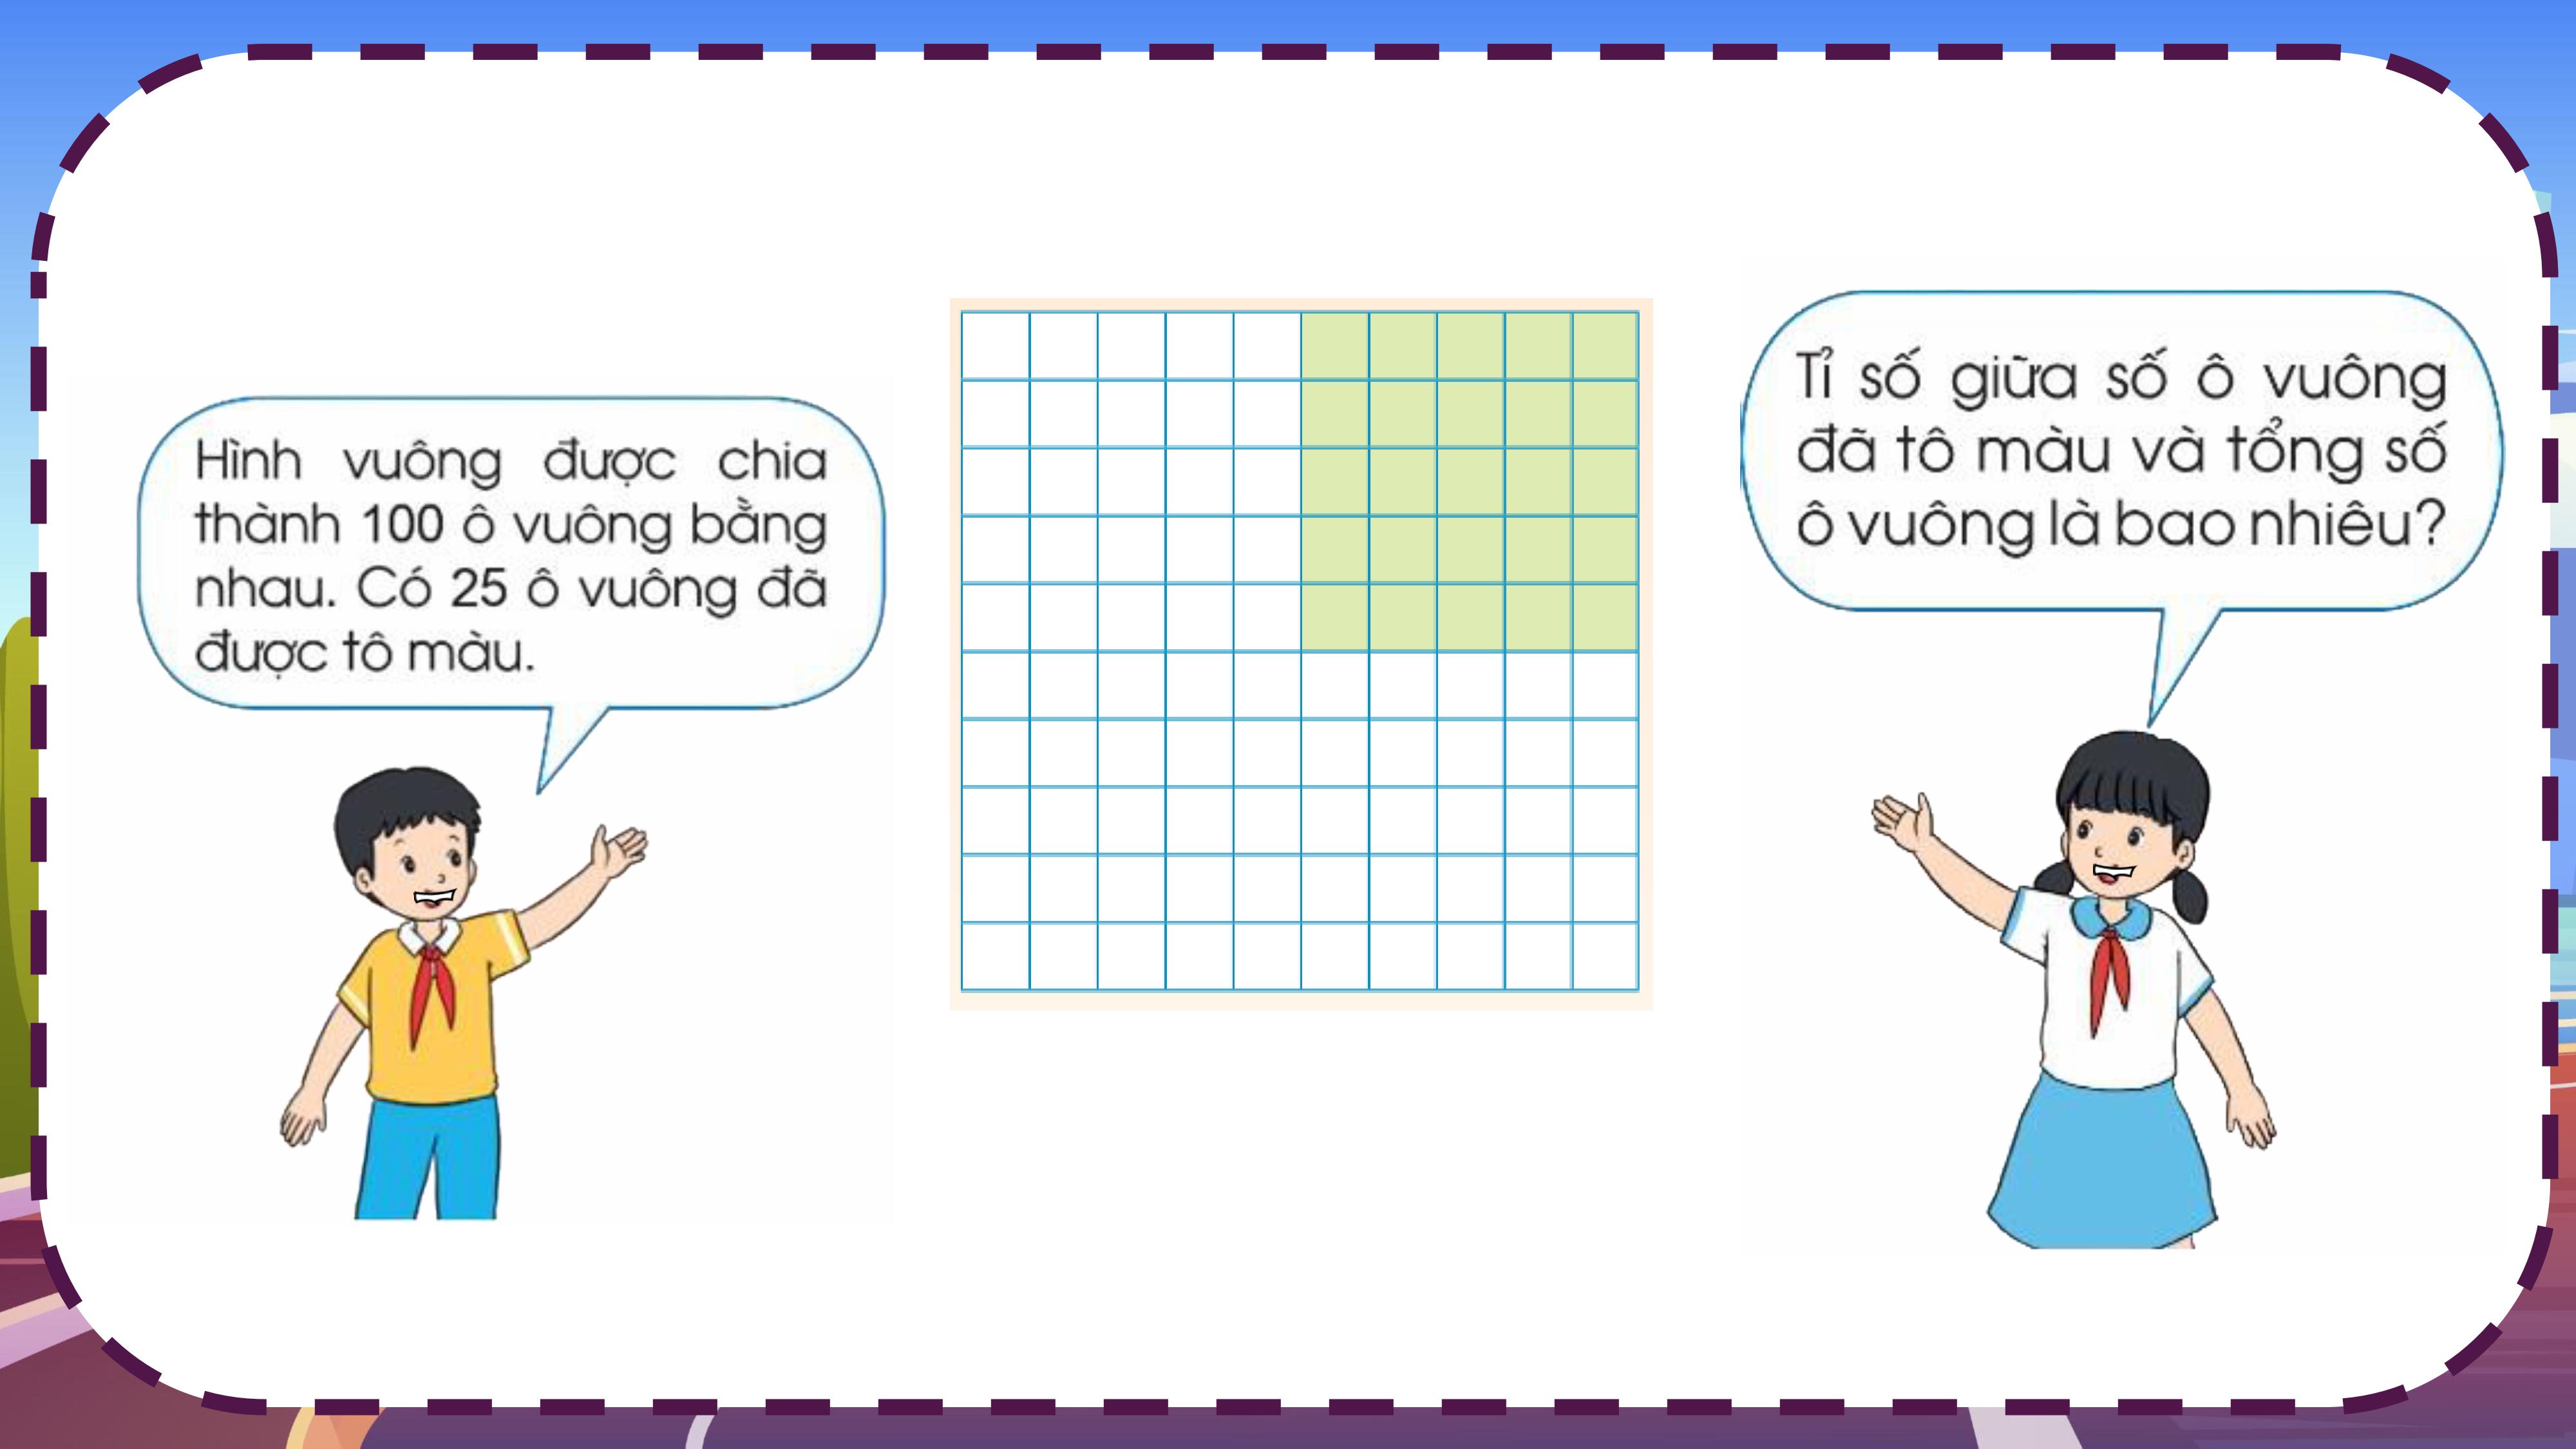 Hình vuông được chia
thành 100 ô vuông bằng
nhau. Có 25 ô vuông đã
được tô màu.
Tỉ số giữa số ô vuông
đã tô màu và tổng số
ô vuông là bao nhiêu?